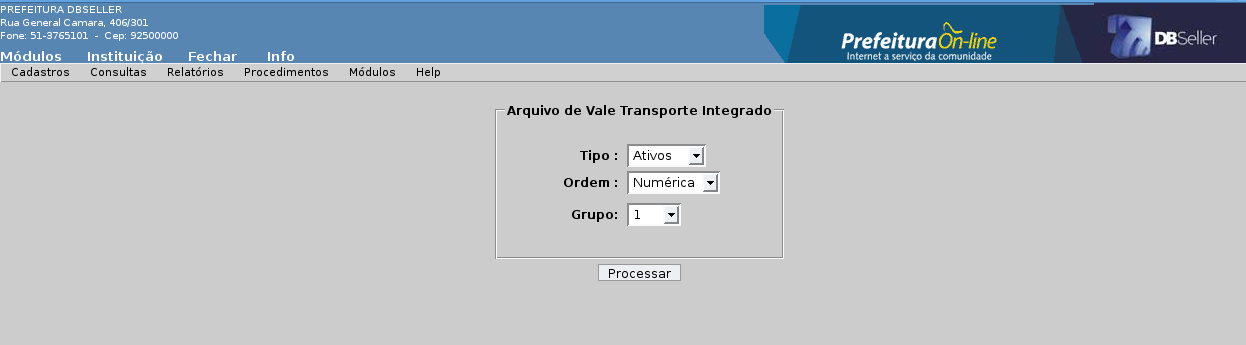 PREFEITURA DBSELLER
Rua General Camara, 406/301
Fone: 51-3765101 - Cep: 92500000
Módulos Instituição Fechar Info
PrefeituraOn-line
Internet a serviço da comunidade
DBSeller
Cadastros Consultas Relatórios Procedimentos Módulos Help
Arquivo de Vale Transporte Integrado
Tipo : Ativos
Ordem : Numérica
Grupo: 1
Processar